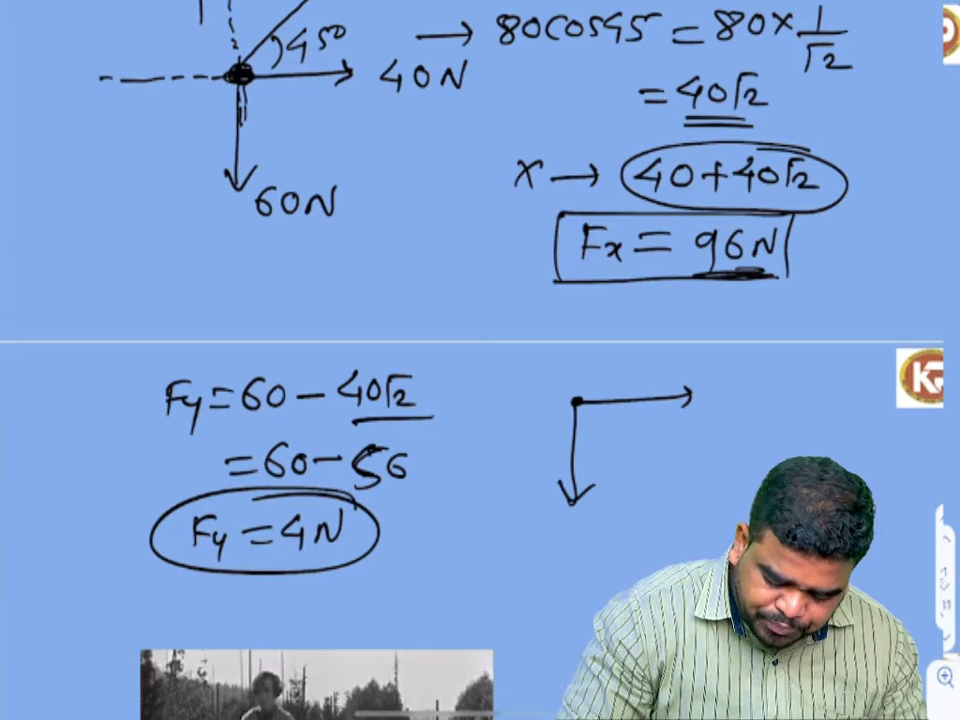 45°
→ 80cos45 = 80 × 1/√2
40N
= 40√2
x → 40+40√2
60N
Fx = 96N
Fy = 60 - 40√2
= 60 - 56
Fy = 4N